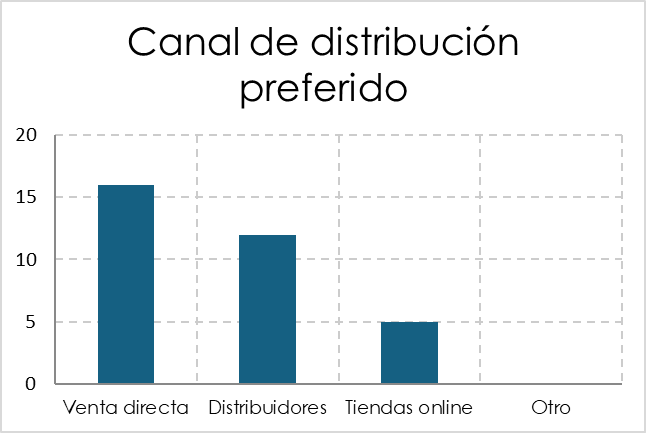 Canal de distribución
preferido
20
15
10
5
0
Venta directa
Distribuidores
Tiendas online
Otro